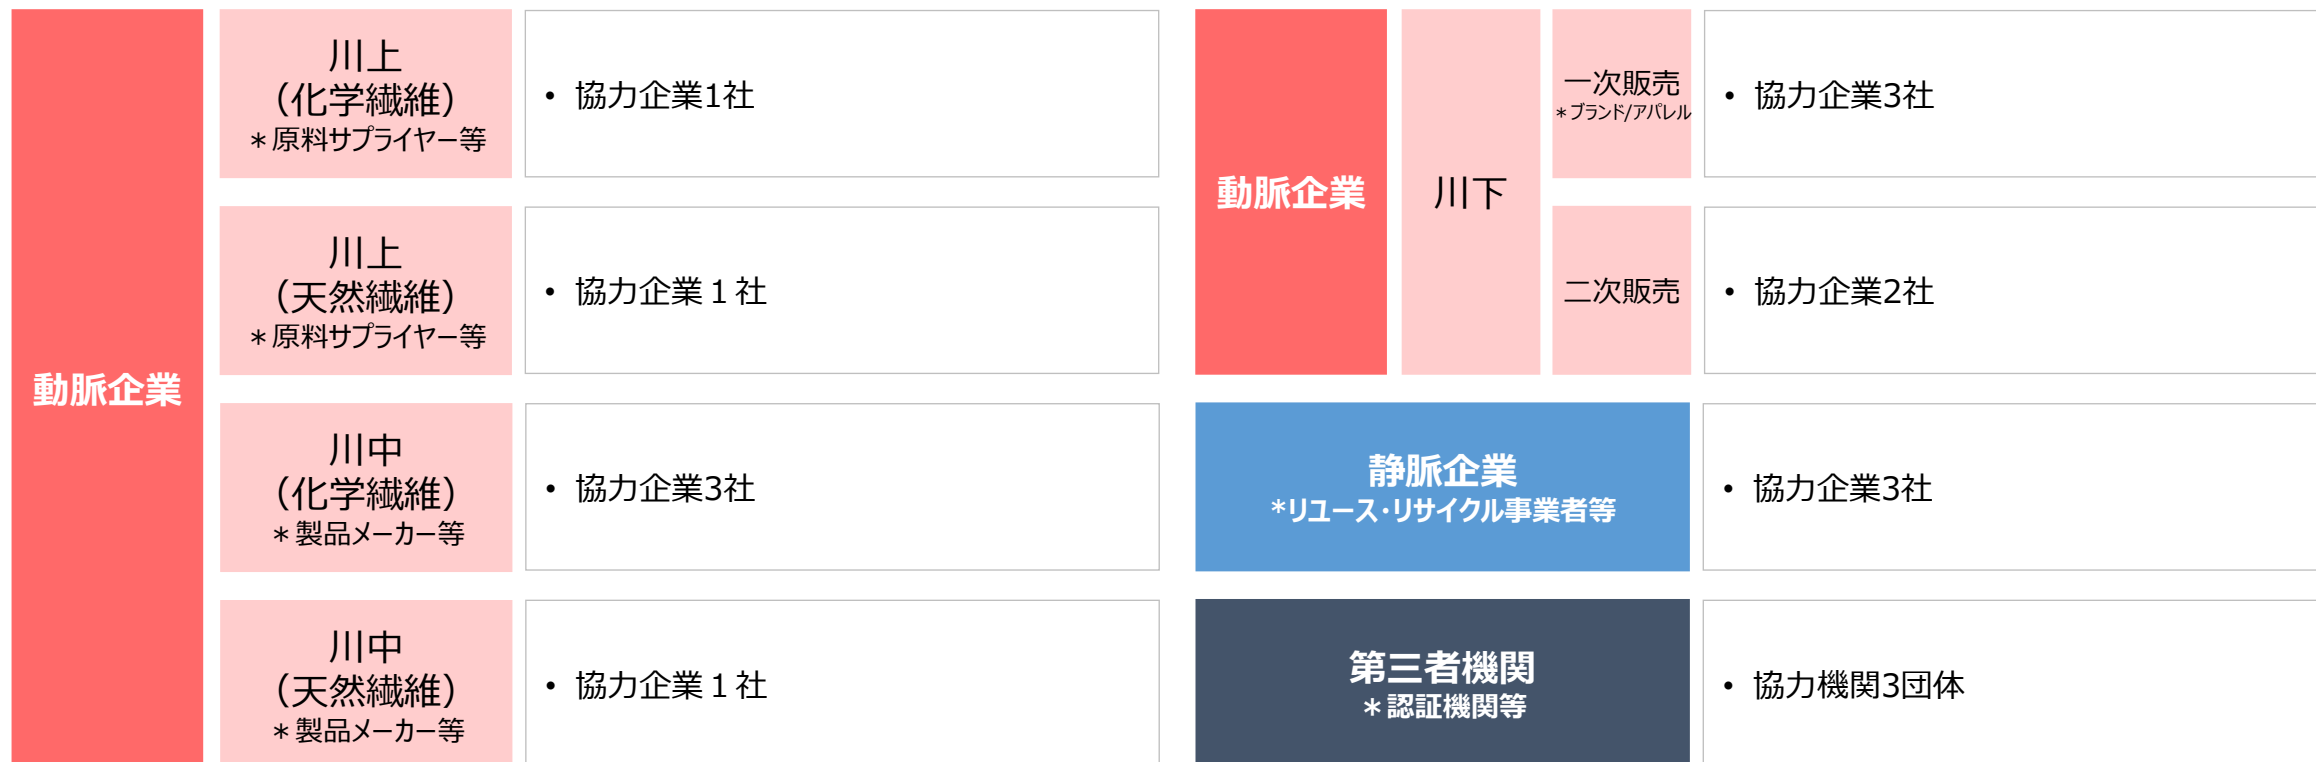 動脈企業
川上
（化学繊維）
＊原料サプライヤー等
• 協力企業1社
川上
（天然繊維）
＊原料サプライヤー等
• 協力企業１社
川中
（化学繊維）
＊製品メーカー等
• 協力企業3社
川中
（天然繊維）
＊製品メーカー等
• 協力企業１社
動脈企業
川下
一次販売
＊ブランド/アパレル
• 協力企業3社
二次販売
• 協力企業2社
静脈企業
*リユース・リサイクル事業者等
• 協力企業3社
第三者機関
＊認証機関等
• 協力機関3団体